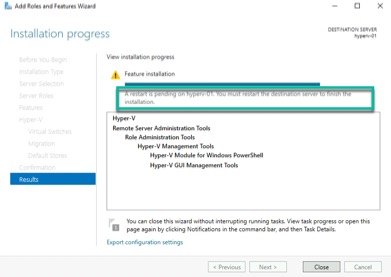 Add Roles and Features Wizard
Installation progress
DESTINATION SERVER
hyperv-01
Before You Begin
Installation Type
Server Selection
Server Roles
Features
Hyper-V
Virtual Switches
Migration
Default Stores
Confirmation
Results
View installation progress
Feature installation
A restart is pending on hyperv-01. You must restart the destination server to finish the
installation.
Hyper-V
Remote Server Administration Tools
Role Administration Tools
Hyper-V Management Tools
Hyper-V Module for Windows PowerShell
Hyper-V GUI Management Tools
You can close this wizard without interrupting running tasks. View task progress or open this
page again by clicking Notifications in the command bar, and then Task Details.
Export configuration settings
< Previous
Next >
Close
Cancel